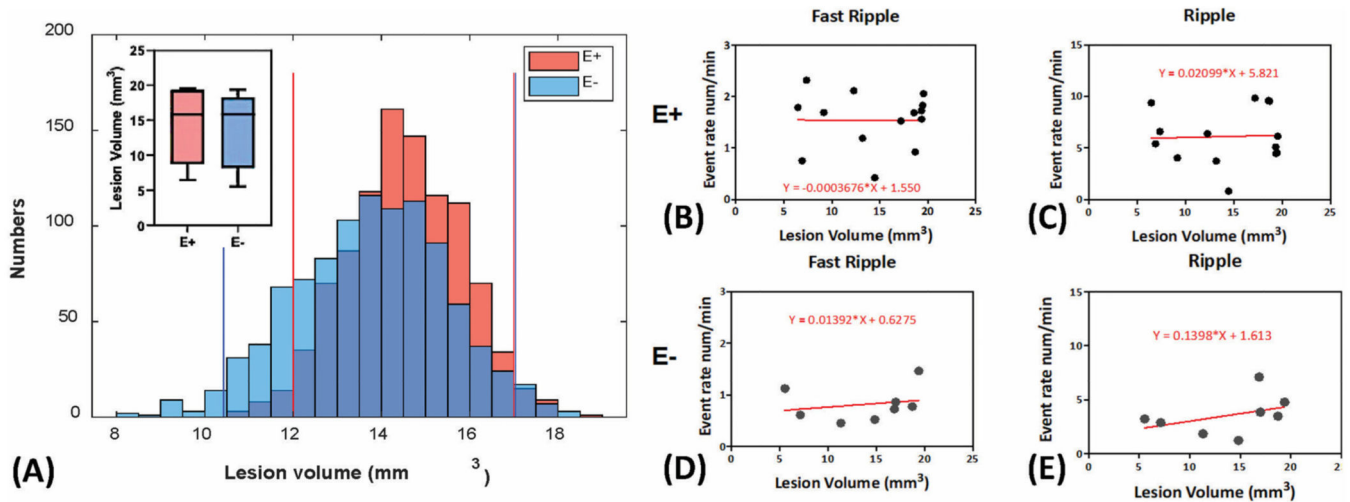 200
150
100
50
0
Numbers
8 10 12 14 16 18
Lesion volume (mm 3)
(A)
E+
E-
25
20
15
10
5
0
Lesion Volume (mm3)
E+ E-
E+
Fast Ripple
3
2
1
0
Event rate num/min
Y = -0.0003676*X + 1.550
0 5 10 15 20 25
Lesion Volume (mm3)
(B)
Ripple
15
10
5
0
Event rate num/min
Y = 0.02099*X + 5.821
0 5 10 15 20 25
Lesion Volume (mm3)
(C)
E-
Fast Ripple
3
2
1
0
Event rate num/min
Y = 0.01392*X + 0.6275
0 5 10 15 20 25
Lesion Volume (mm3)
(D)
Ripple
15
10
5
0
Event rate num/min
Y = 0.1398*X + 1.613
0 5 10 15 20
Lesion Volume (mm3)
(E)